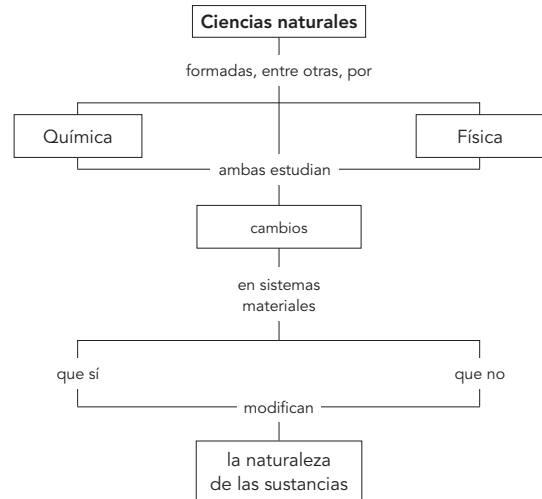 Ciencias naturales
formadas, entre otras, por
Química
Física
ambas estudian
cambios
en sistemas
materiales
que sí
que no
modifican
la naturaleza
de las sustancias